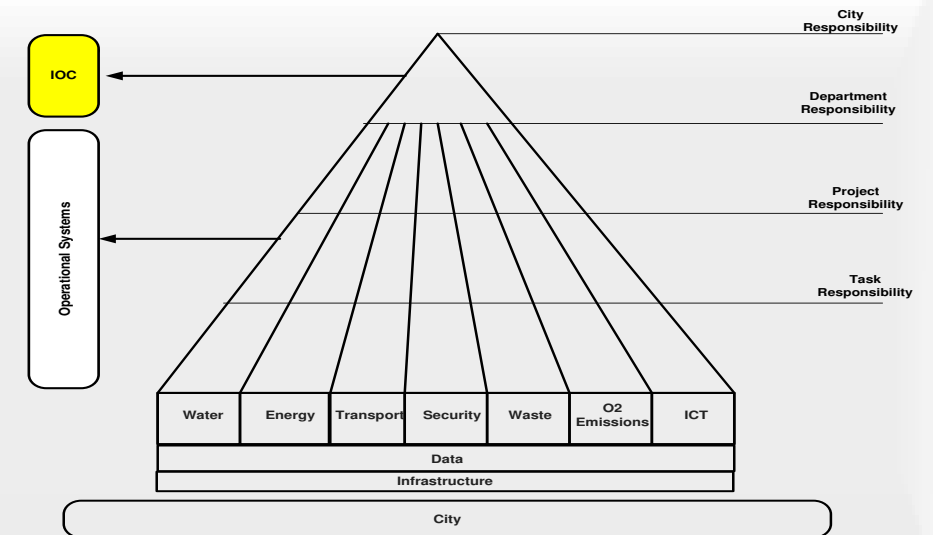 City
Responsibility
IOC
Department
Responsibility
Project
Responsibility
Operational Systems
Task
Responsibility
Water
Energy
Transport
Security
Waste
O2
Emissions
ICT
Data
Infrastructure
City